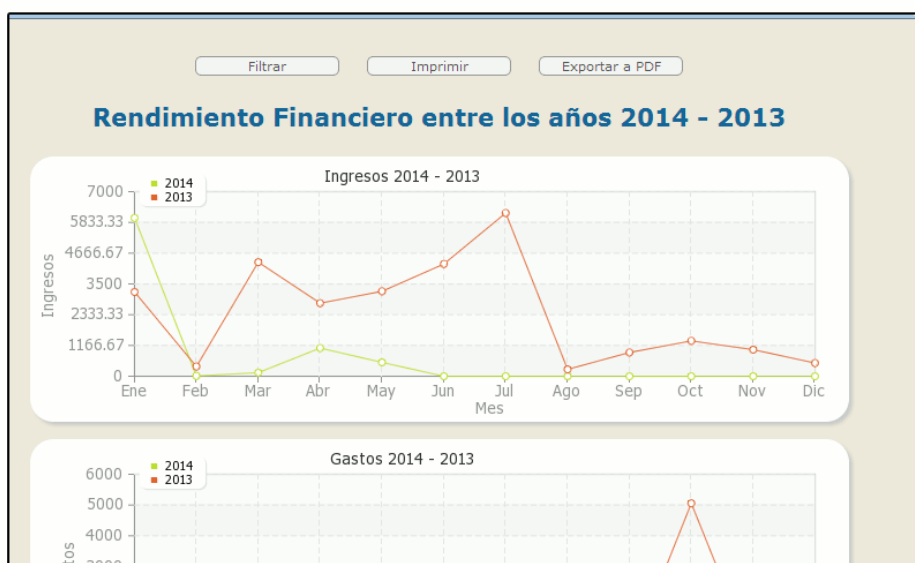 Filtrar Imprimir Exportar a PDF
Rendimiento Financiero entre los años 2014 - 2013
Ingresos 2014 - 2013
2014
2013
7000
5833.33
4666.67
3500
2333.33
1166.67
0
Ingresos
Ene Feb Mar Abr May Jun Jul Ago Sep Oct Nov Dic
Mes
Gastos 2014 - 2013
2014
2013
6000
5000
4000